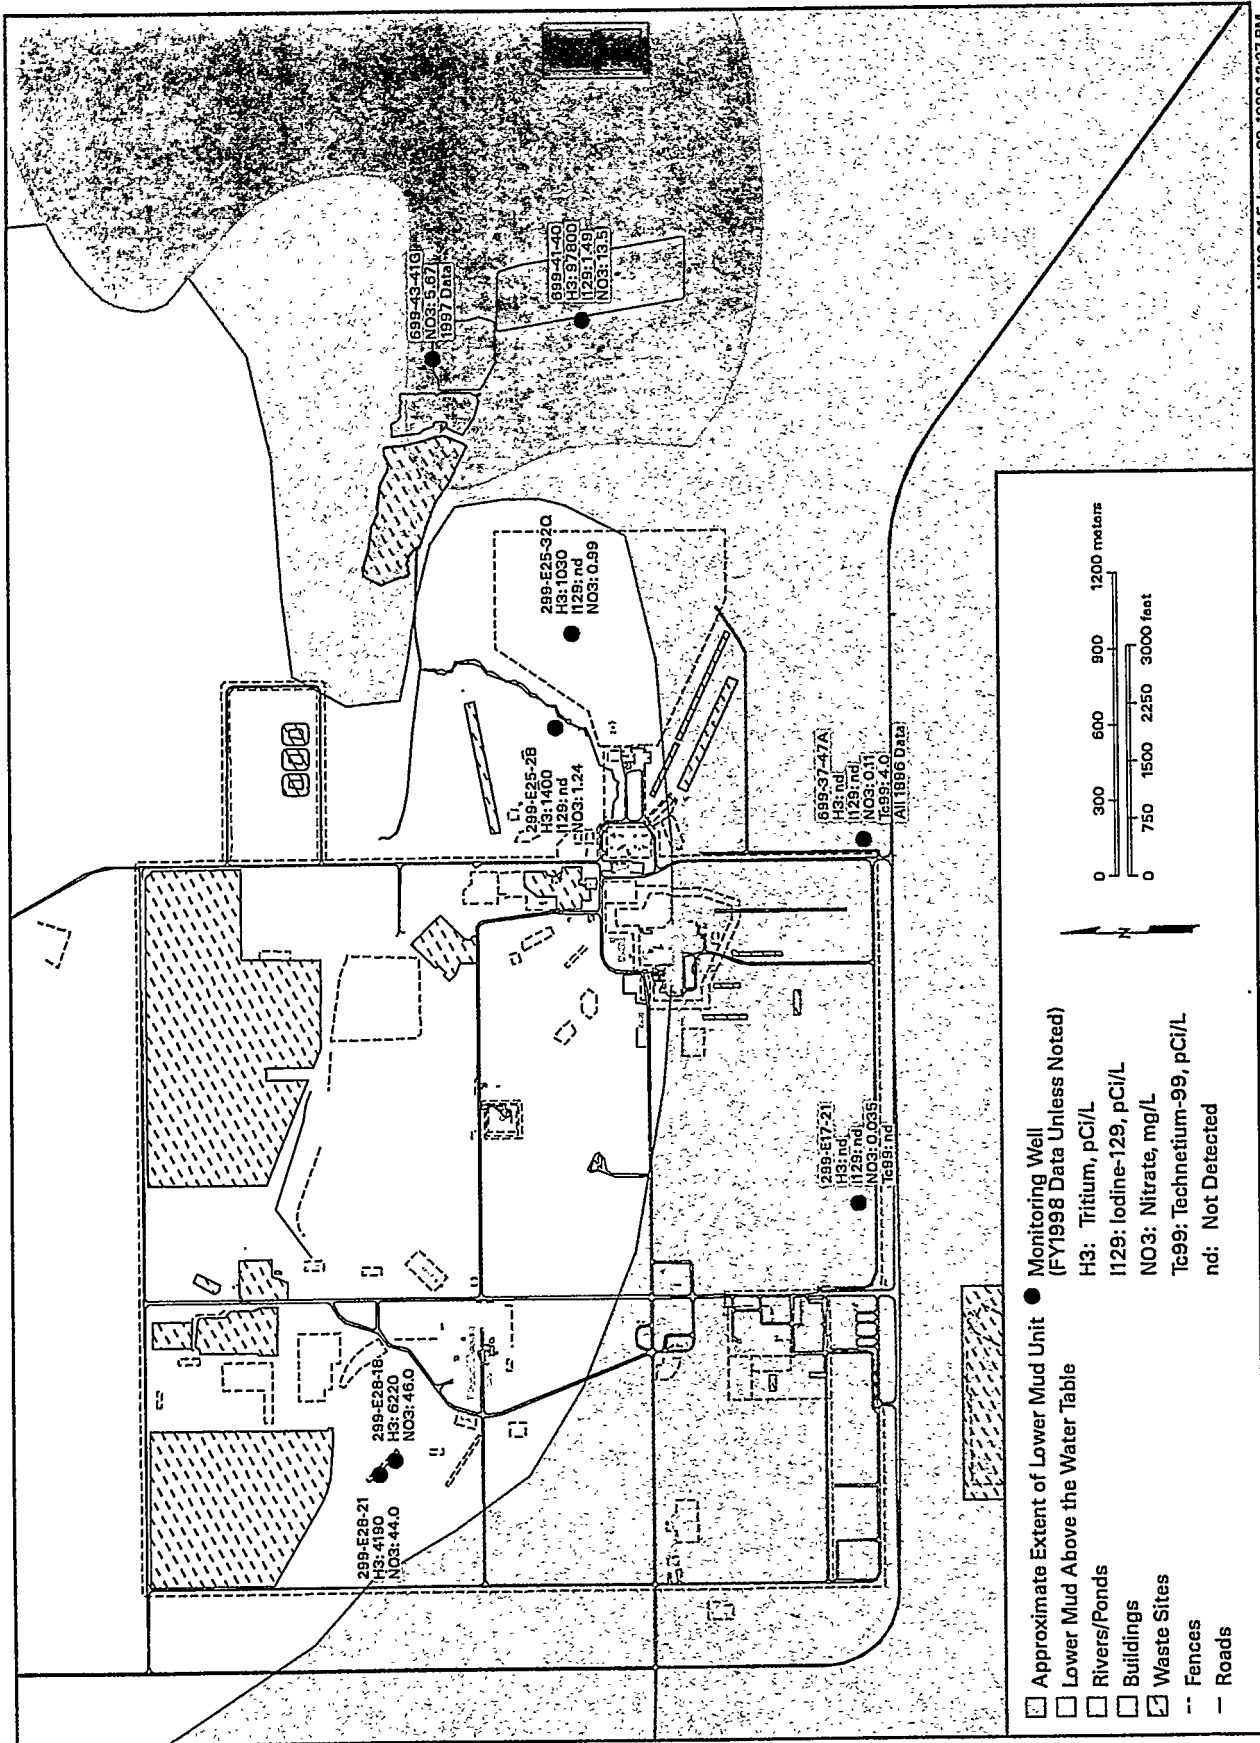 699-43-41G
NO3: 5.67
1997 Data
699-41-40
H3: 97800
I129: 1.49
NO3: 13.5
299-E25-32Q
H3: 1030
I129: nd
NO3: 0.99
H3: 1400
I129: nd
NO3: 1.24
699-37-47A
H3: nd
I129: nd
NO3: 0.11
Tc99: 4.0
All 1996 Data
299-E28-21
H3: 4190
NO3: 44.0
H3: 6220
NO3: 46.0
299-E17-21
H3: nd
I129: nd
NO3: 0.035
Tc99: nd
Approximate Extent of Lower Mud Unit
Lower Mud Above the Water Table
Rivers/Ponds
Buildings
Waste Sites
Fences
Roads
Monitoring Well
(FY1998 Data Unless Noted)
H3: Tritium, pCi/L
I129: Iodine-129, pCi/L
NO3: Nitrate, mg/L
Tc99: Technetium-99, pCi/L
nd: Not Detected
N
0 300 600 900 1200 meters
0 750 1500 2250 3000 feet